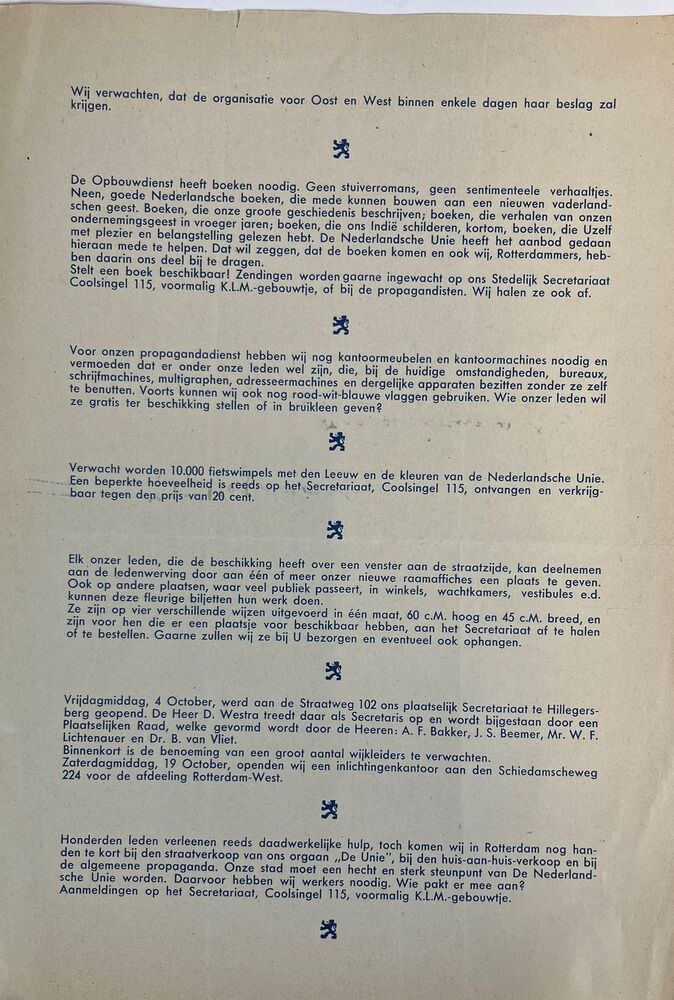 Wij verwachten, dat de organisatie voor Oost en West binnen enkele dagen haar beslag zal
krijgen.
De Opbouwdienst heeft boeken noodig. Geen stuiverromans, geen sentimenteele verhaaltjes.
Neen, goede Nederlandsche boeken, die mede kunnen bouwen aan een nieuwen vaderland-
schen geest. Boeken, die onze groote geschiedenis beschrijven; boeken, die verhalen van onzen
ondernemingsgeest in vroeger jaren; boeken, die ons Indië schilderen, kortom, boeken, die Uzelf
met plezier en belangstelling gelezen hebt. De Nederlandsche Unie heeft het aanbod gedaan
hieraan mede te helpen. Dat wil zeggen, dat de boeken komen en ook wij, Rotterdammers, heb-
ben daarin ons deel bij te dragen.
Stelt een boek beschikbaar! Zendingen worden gaarne ingewacht op ons Stedelijk Secretariaat
Coolsingel 115, voormalig K.L.M.-gebouwtje, of bij de propagandisten. Wij halen ze ook af.
Voor onzen propagandadienst hebben wij nog kantoormeubelen en kantoormachines noodig en
vermoeden dat er onder onze leden wel zijn, die, bij de huidige omstandigheden, bureaux,
schrijfmachines, multigraphen, adresseermachines en dergelijke apparaten bezitten zonder ze zelf
te benutten. Voorts kunnen wij ook nog rood-wit-blauwe vlaggen gebruiken. Wie onzer leden wil
ze gratis ter beschikking stellen of in bruikleen geven?
Verwacht worden 10.000 fietswimpels met den Leeuw en de kleuren van de Nederlandsche Unie.
Een beperkte hoeveelheid is reeds op het Secretariaat, Coolsingel 115, ontvangen en verkrijg-
baar tegen den prijs van 20 cent.
Elk onzer leden, die de beschikking heeft over een venster aan de straatzijde, kan deelnemen
aan de ledenwerving door aan één of meer onzer nieuwe raamaffiches een plaats te geven.
Ook op andere plaatsen, waar veel publiek passeert, in winkels, wachtkamers, vestibules e.d.
kunnen deze fleurige biljetten hun werk doen.
Ze zijn op vier verschillende wijzen uitgevoerd in één maat, 60 c.M. hoog en 45 c.M. breed, en
zijn voor hen die er een plaatsje voor beschikbaar hebben, aan het Secretariaat af te halen
of te bestellen. Gaarne zullen wij ze bij U bezorgen en eventueel ook ophangen.
Vrijdagmiddag, 4 October, werd aan de Straatweg 102 ons plaatselijk Secretariaat te Hillegers-
berg geopend. De Heer D. Westra treedt daar als Secretaris op en wordt bijgestaan door een
Plaatselijken Raad, welke gevormd wordt door de Heeren: A. F. Bakker, J. S. Beemer, Mr. W. F.
Lichtenauer en Dr. B. van Vliet.
Binnenkort is de benoeming van een groot aantal wijkleiders te verwachten.
Zaterdagmiddag, 19 October, openden wij een inlichtingenkantoor aan den Schiedamscheweg
224 voor de afdeeling Rotterdam-West.
Honderden leden verleenen reeds daadwerkelijke hulp, toch komen wij in Rotterdam nog han-
den te kort bij den straatverkoop van ons orgaan „De Unie", bij den huis-aan-huis-verkoop en bij
de algemeene propaganda. Onze stad moet een hecht en sterk steunpunt van De Nederland-
sche Unie worden. Daarvoor hebben wij werkers noodig. Wie pakt er mee aan?
Aanmeldingen op het Secretariaat, Coolsingel 115, voormalig K.L.M.-gebouwtje.